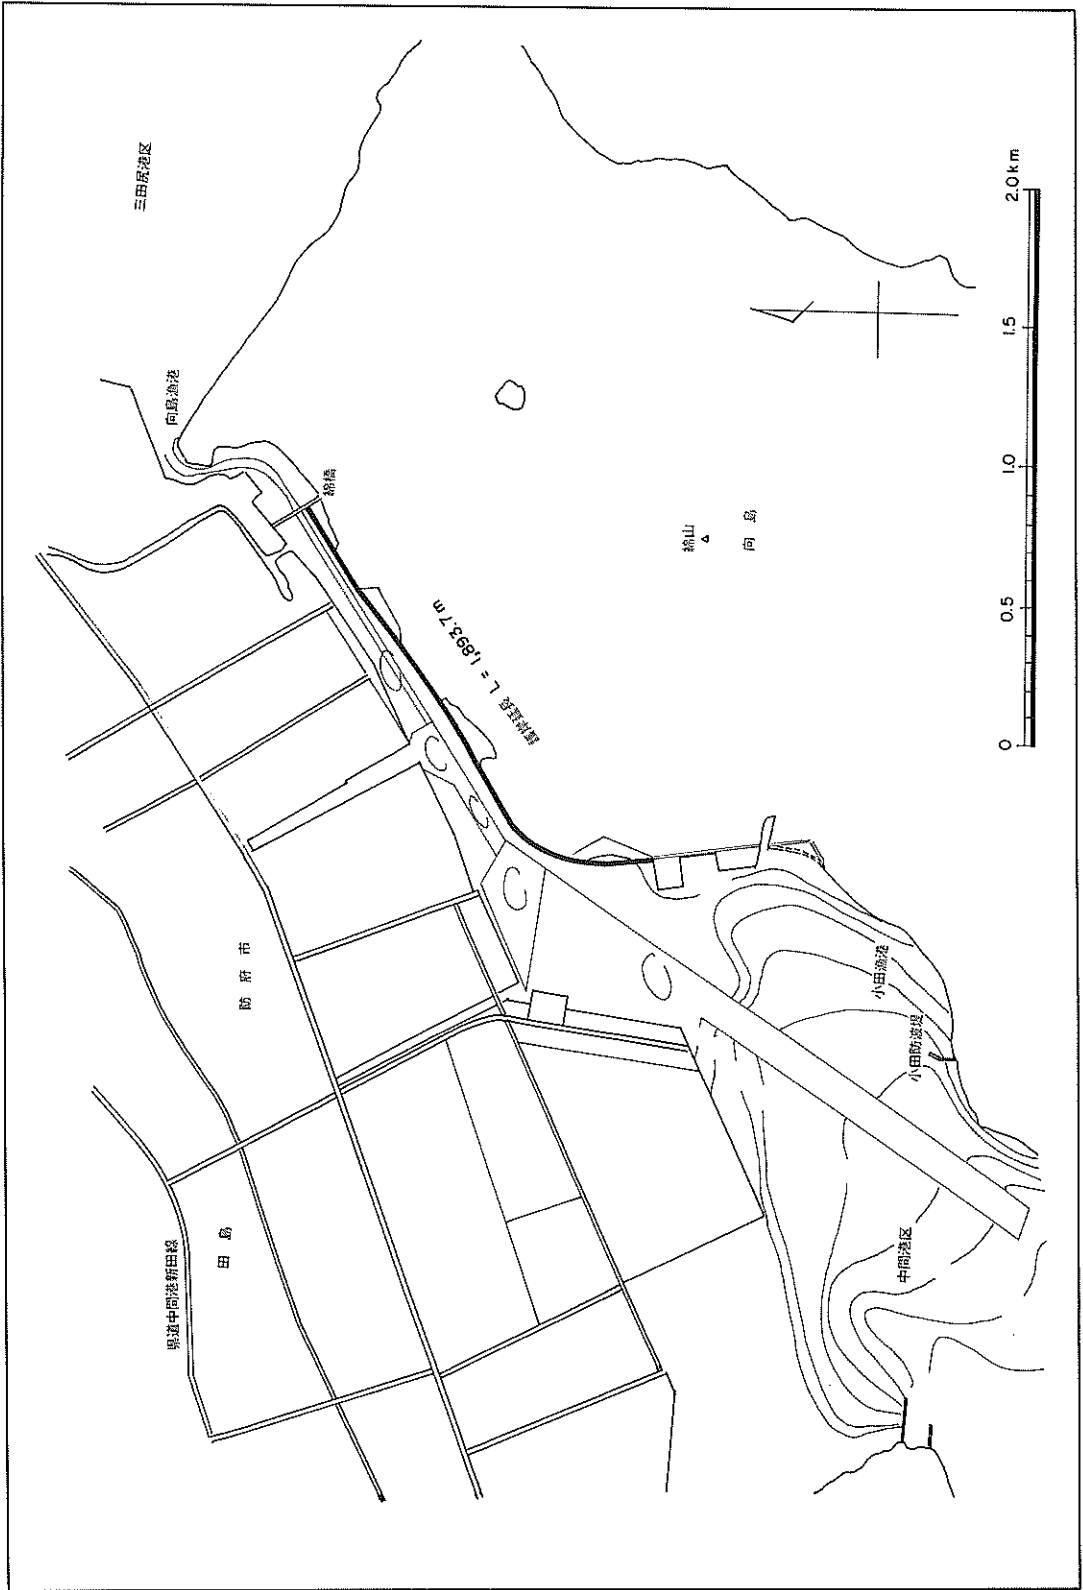 三田尻港区
向島漁港
錦橋
護岸延長 L = 1,893.7 m
錦山
向島
防府市
田島
県道中関港新田線
小田漁港
小田防波堤
中関港区
0 0.5 1.0 1.5 2.0km